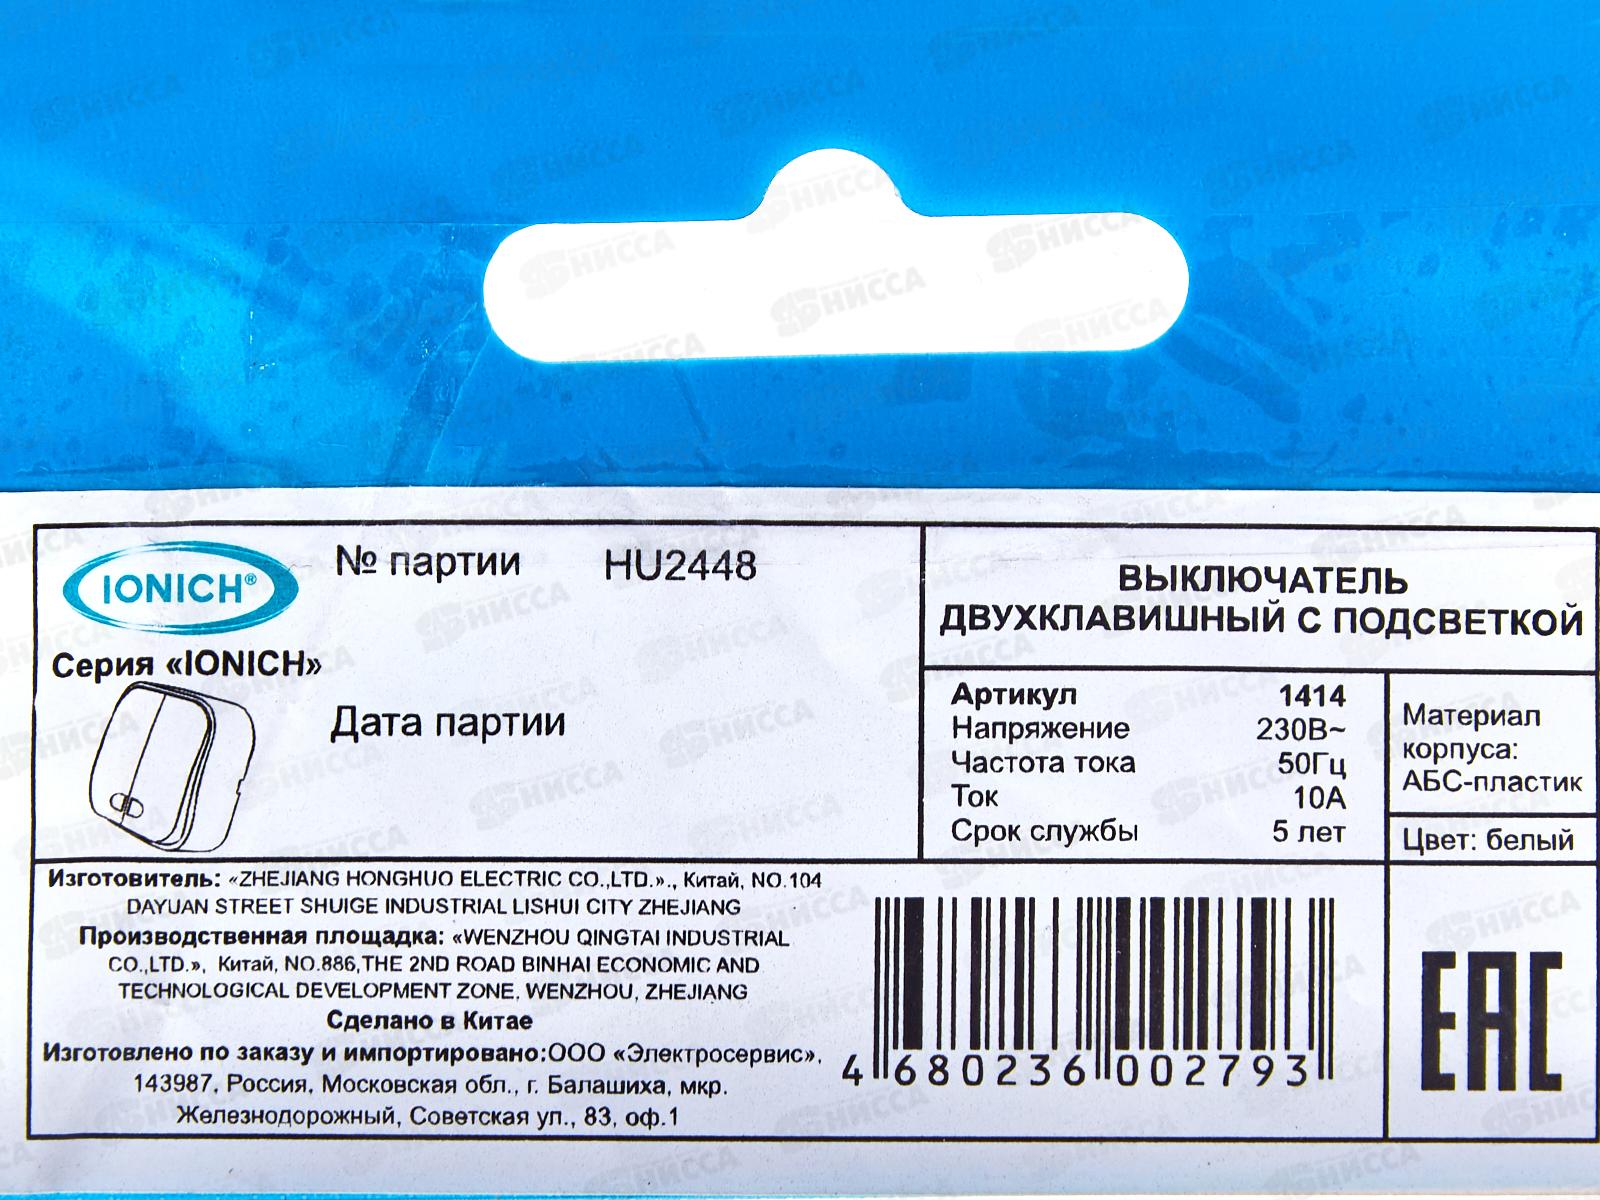 IONICH®
№ партии HU2448
Серия «IONICH»
Дата партии
ВЫКЛЮЧАТЕЛЬ
ДВУХКЛАВИШНЫЙ С ПОДСВЕТКОЙ
Артикул 1414
Напряжение 230В~
Частота тока 50Гц
Ток 10А
Срок службы 5 лет
Материал
корпуса:
АБС-пластик
Цвет: белый
Изготовитель: «ZHEJIANG HONGHUO ELECTRIC CO.,LTD.»., Китай, NO.104
DAYUAN STREET SHUIGE INDUSTRIAL LISHUI CITY ZHEJIANG
Производственная площадка: «WENZHOU QINGTAI INDUSTRIAL
CO.,LTD.», Китай, NO.886,THE 2ND ROAD BINHAI ECONOMIC AND
TECHNOLOGICAL DEVELOPMENT ZONE, WENZHOU, ZHEJIANG
Сделано в Китае
Изготовлено по заказу и импортировано:ООО «Электросервис»,
143987, Россия, Московская обл., г. Балашиха, мкр.
Железнодорожный, Советская ул., 83, оф.1
4 680236 002793
EAC
НИССА